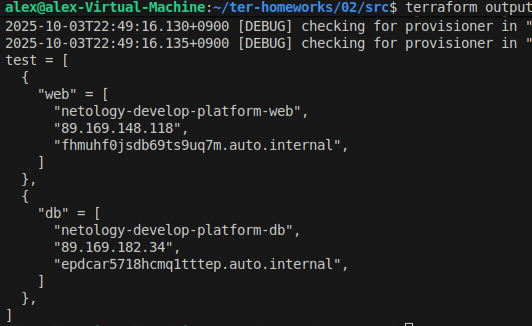 alex@alex-Virtual-Machine:~/ter-homeworks/02/src$ terraform output
2025-10-03T22:49:16.130+0900 [DEBUG] checking for provisioner in "
2025-10-03T22:49:16.135+0900 [DEBUG] checking for provisioner in "
test = [
  {
    "web" = [
      "netology-develop-platform-web",
      "89.169.148.118",
      "fhmuhf0jsdb69ts9uq7m.auto.internal",
    ]
  },
  {
    "db" = [
      "netology-develop-platform-db",
      "89.169.182.34",
      "epdcar5718hcmq1tttep.auto.internal",
    ]
  },
]